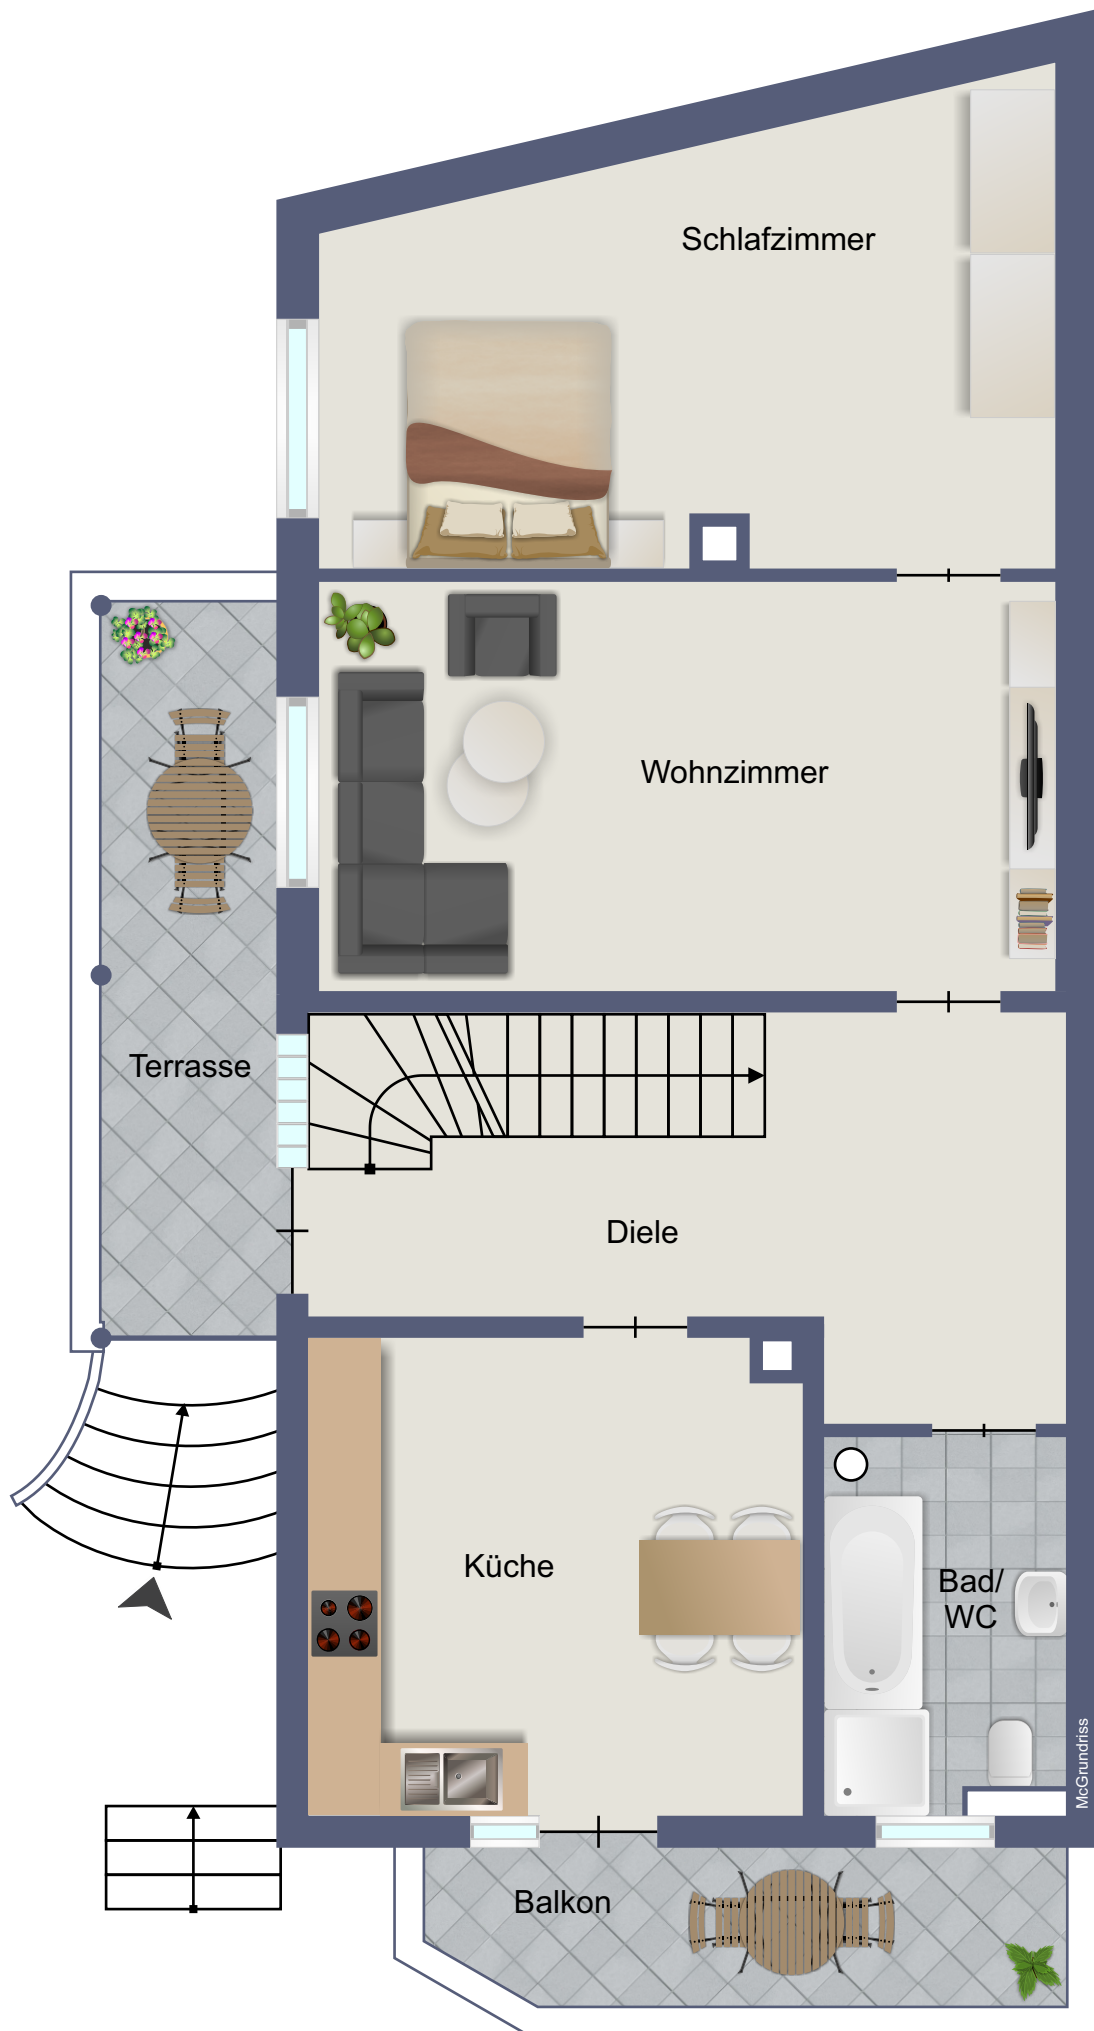 Schlafzimmer
Wohnzimmer
Terrasse
Diele
Küche
Bad/
WC
McGrundriss
Balkon